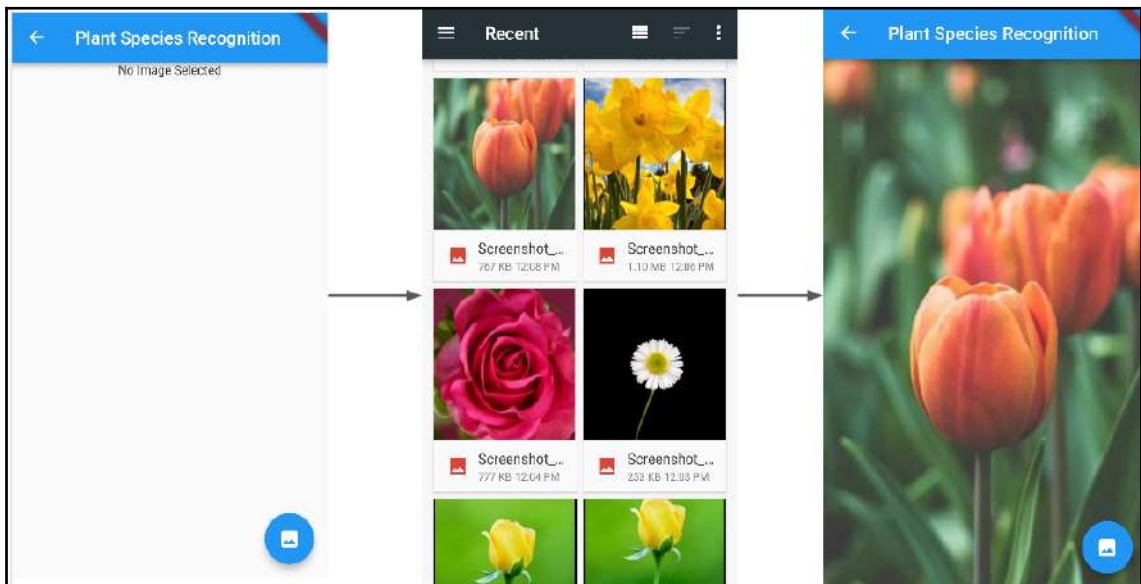 Plant Species Recognition
No Image Selected
Recent
Screenshot_...
767 KB 12:08 PM
Screenshot_...
1.10 MB 12:06 PM
Screenshot_...
777 KB 12:04 PM
Screenshot_...
233 KB 12:03 PM
Plant Species Recognition